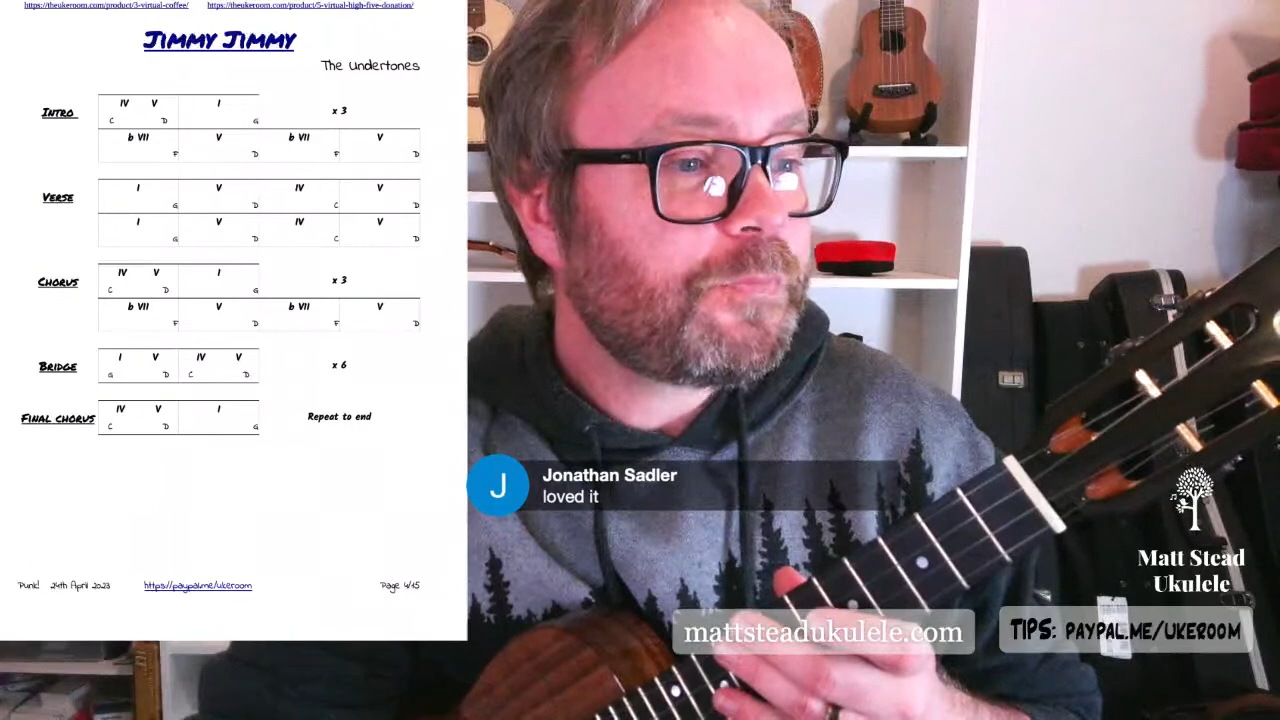 https://theukeroom.com/product/3-virtual-coffee/ https://theukeroom.com/product/5-virtual-high-five-donation/
Jimmy Jimmy
The Undertones
Intro
IV V I
C D G
x 3
b VII V b VII V
F D F D
Verse
I V IV V
G D C D
I V IV V
G D C D
Chorus
IV V I
C D G
x 3
b VII V b VII V
F D F D
Bridge
I V IV V
G D C D
x 6
Final chorus
IV V I
C D G
Repeat to end
Punk! 24th April 2023 https://paypal.me/ukeroom Page 4/15
J
Jonathan Sadler
loved it
Matt Stead
Ukulele
mattsteadukulele.com
TIPS: PAYPAL.ME/UKEROOM